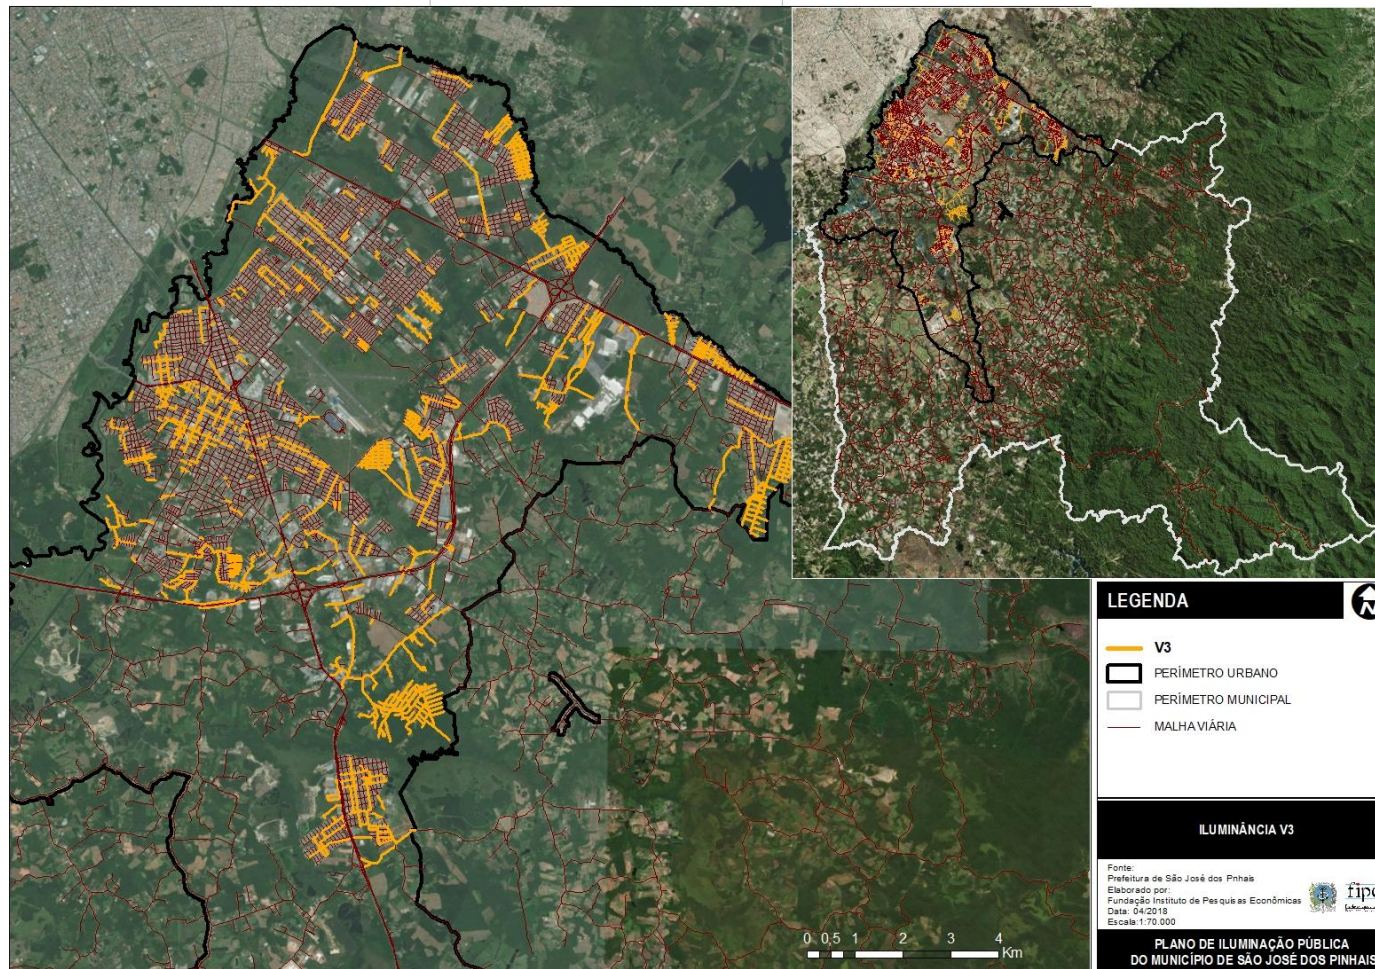 LEGENDA
N
V3
PERÍMETRO URBANO
PERÍMETRO MUNICIPAL
MALHA VIÁRIA
ILUMINÂNCIA V3
Fonte:
Prefeitura de São José dos Pnhais
Elaborado por:
Fundação Instituto de Pesquisas Econômicas
Data: 04/2018
Escala:1:70.000
fipe
PLANO DE ILUMINAÇÃO PÚBLICA
DO MUNICÍPIO DE SÃO JOSÉ DOS PINHAIS
0 0,5 1 2 3 4
Km